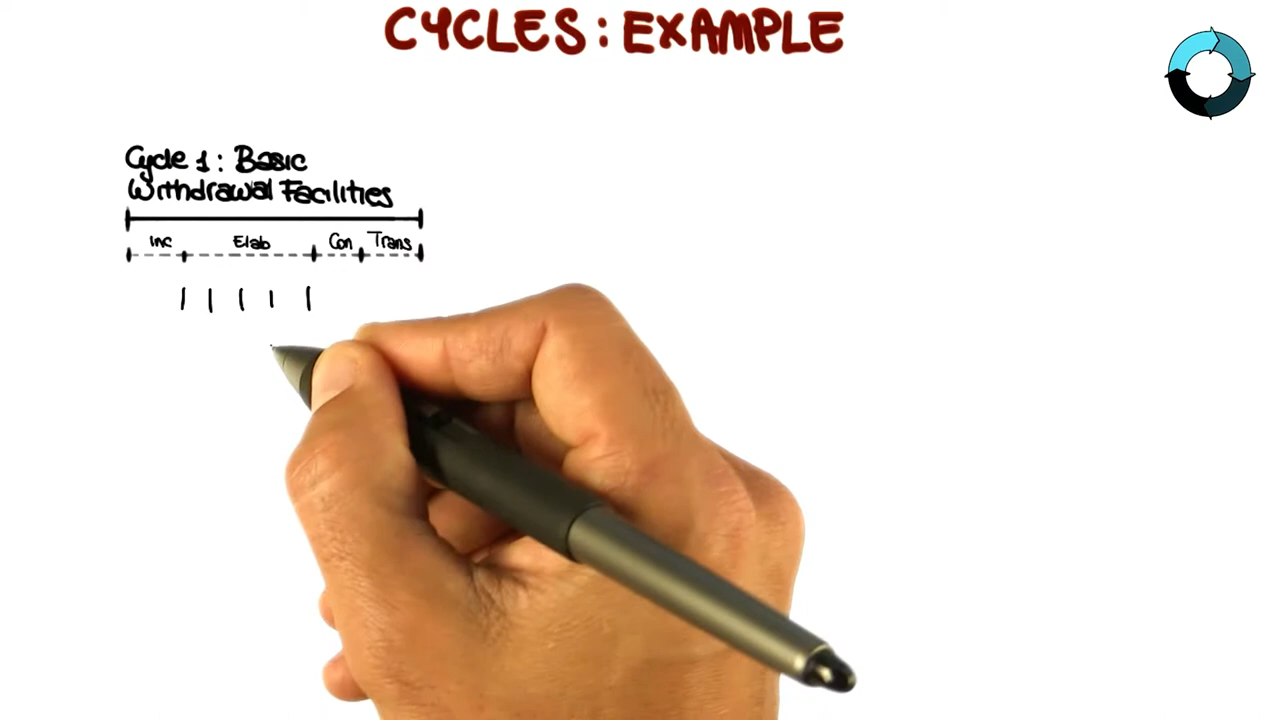 CYCLES: EXAMPLE
Cycle 1: Basic
Withdrawal Facilities
Inc Elab Con Trans